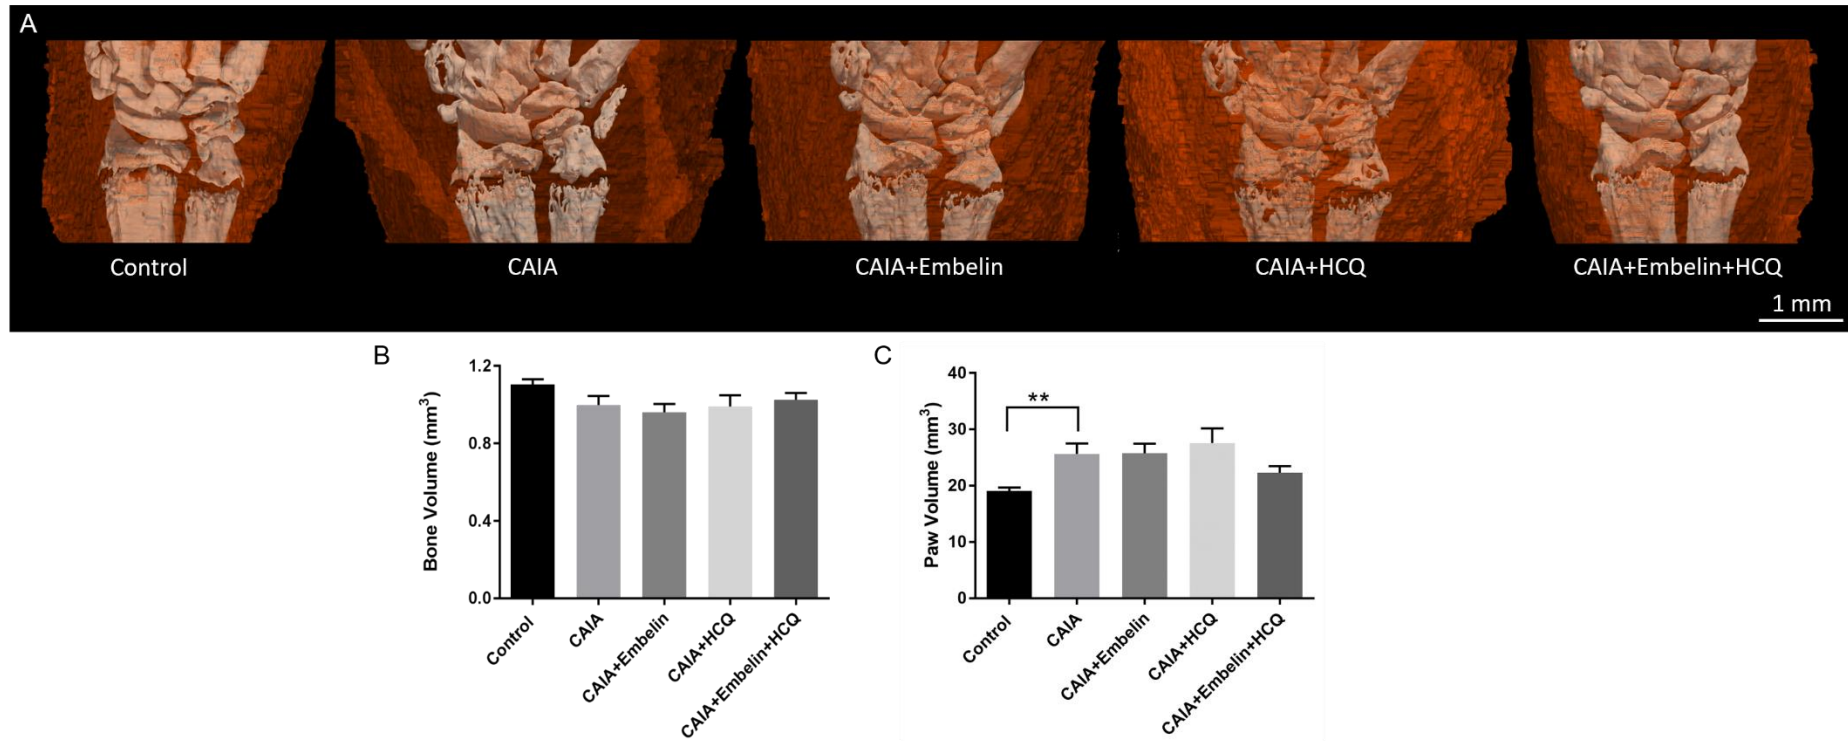 A
Control
CAIA
CAIA+Embelin
CAIA+HCQ
CAIA+Embelin+HCQ
1 mm
B
Bone Volume (mm³)
1.2
0.8
0.4
0.0
Control
CAIA
CAIA+Embelin
CAIA+HCQ
CAIA+Embelin+HCQ
C
Paw Volume (mm³)
40
30
20
10
0
**
Control
CAIA
CAIA+Embelin
CAIA+HCQ
CAIA+Embelin+HCQ